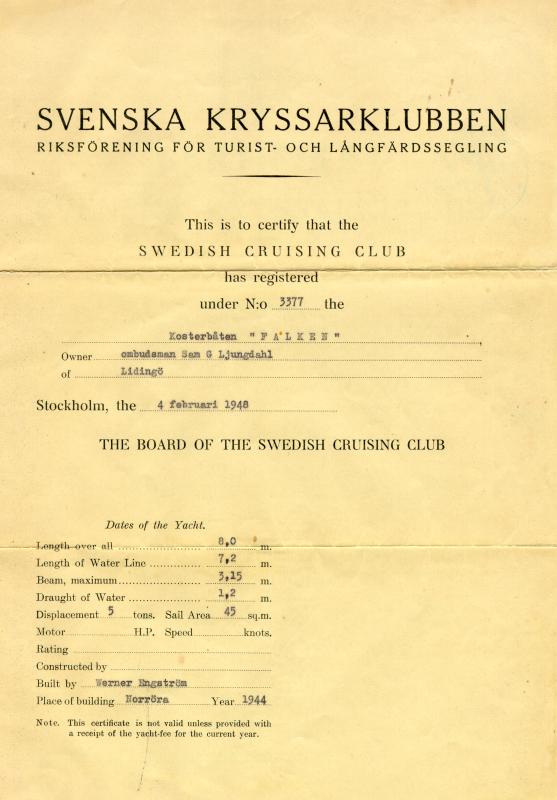 SVENSKA KRYSSARKLUBBEN
RIKSFÖRENING FÖR TURIST- OCH LÅNGFÄRDSSEGLING
This is to certify that the
SWEDISH CRUISING CLUB
has registered
under N:o 3377 the
Kosterbåten "FALKEN" ,
Owner ombudsman Sam G Ljungdahl
of Lidingö
Stockholm, the 4 februari 1948
THE BOARD OF THE SWEDISH CRUISING CLUB
Dates of the Yacht.
Length over all 8,0 m.
Length of Water Line 7,2 m.
Beam, maximum 3,15 m.
Draught of Water 1,2 m.
Displacement 5 tons. Sail Area 45 sq.m.
Motor H.P. Speed knots.
Rating
Constructed by
Built by Werner Engström
Place of building Norröra Year 1944
Note. This certificate is not valid unless provided with
a receipt of the yacht-fee for the current year.